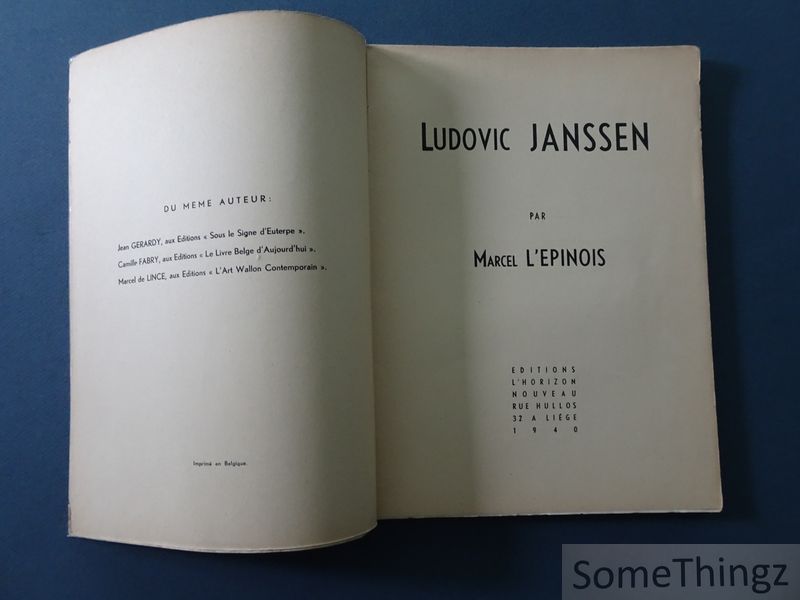 DU MEME AUTEUR:
Jean GERARDY, aux Editions « Sous le Signe d'Euterpe ».
Camille FABRY, aux Editions « Le Livre Belge d'Aujourd'hui ».
Marcel de LINCE, aux Editions « L'Art Wallon Contemporain ».
Imprimé en Belgique.
LUDOVIC JANSSEN
PAR
MARCEL L'EPINOIS
EDITIONS
L'HORIZON
NOUVEAU
RUE HULLOS
32 A LIÉGE
1940
SomeThingz